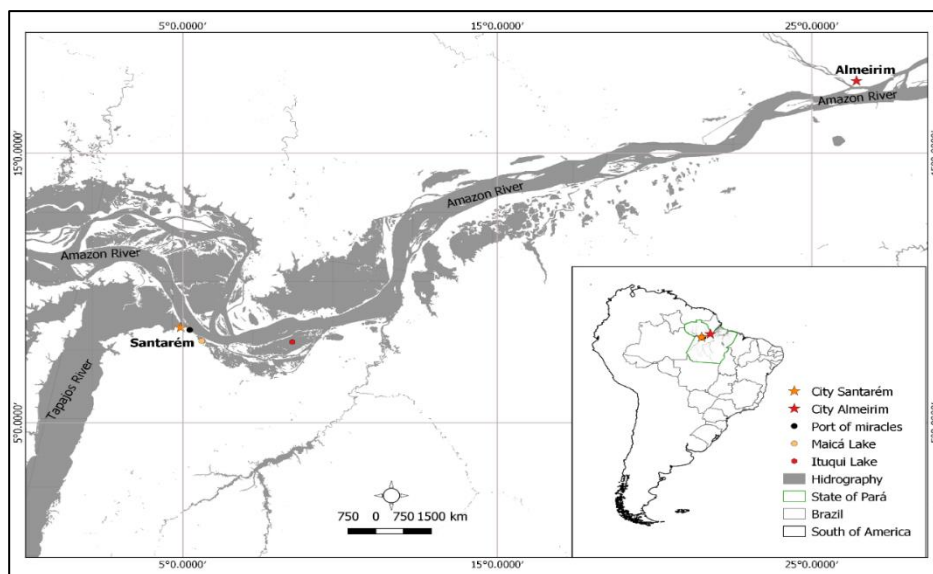 5°0.0000' 15°0.0000' 25°0.0000'
Almeirim
Amazon River
15°0.0000'
Amazon River
Amazon River
Santarém
Tapajos River
5°0.0000'
750 0 750 1500 km
City Santarém
City Almeirim
Port of miracles
Maicá Lake
Ituqui Lake
Hidrography
State of Pará
Brazil
South of America
5°0.0000' 15°0.0000' 25°0.0000'